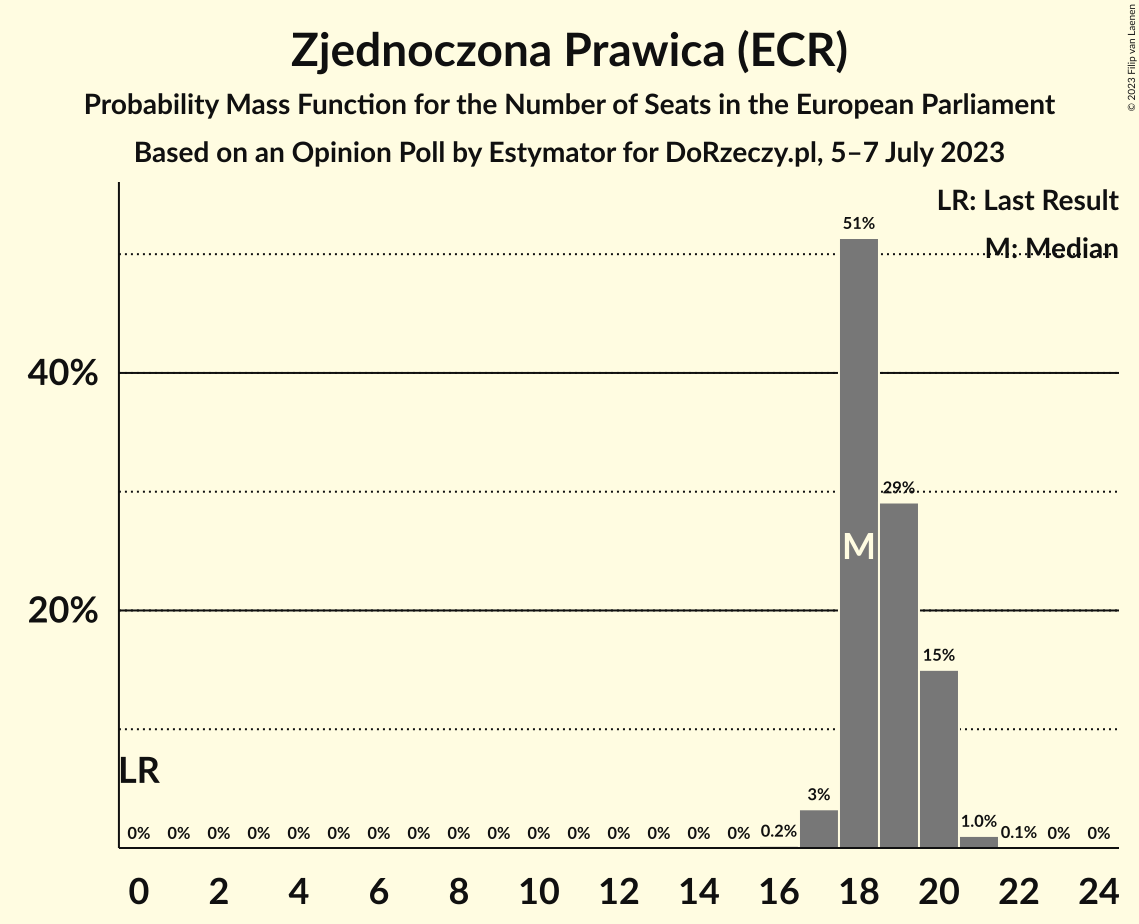 Zjednoczona Prawica (ECR)
Probability Mass Function for the Number of Seats in the European Parliament
Based on an Opinion Poll by Estymator for DoRzeczy.pl, 5–7 July 2023
© 2023 Filip van Laenen
LR: Last Result
M: Median
51%
40%
29%
M
20%
15%
LR
3%
0% 0% 0% 0% 0% 0% 0% 0% 0% 0% 0% 0% 0% 0% 0% 0% 0.2% 1.0% 0.1% 0% 0%
0 2 4 6 8 10 12 14 16 18 20 22 24